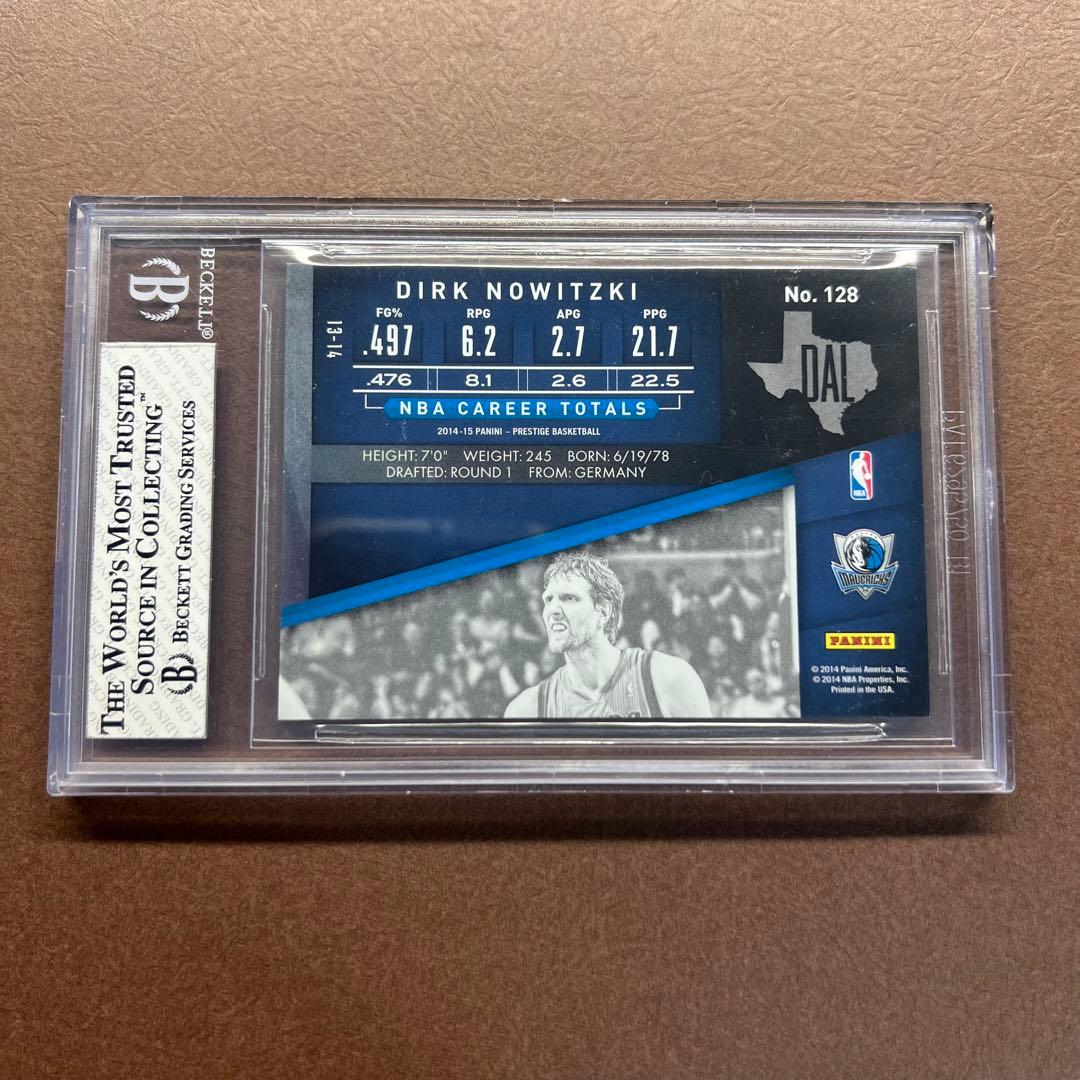 BECKETT®
B
THE WORLD'S MOST TRUSTED
SOURCE IN COLLECTING™
B BECKETT GRADING SERVICES
DIRK NOWITZKI
FG% RPG APG PPG
13-14
.497 6.2 2.7 21.7
.476 8.1 2.6 22.5
NBA CAREER TOTALS
2014-15 PANINI – PRESTIGE BASKETBALL
HEIGHT: 7'0" WEIGHT: 245 BORN: 6/19/78
DRAFTED: ROUND 1 FROM: GERMANY
No. 128
DAL
NBA
MAVERICKS
PANINI
© 2014 Panini America, Inc.
© 2014 NBA Properties, Inc.
Printed in the USA.